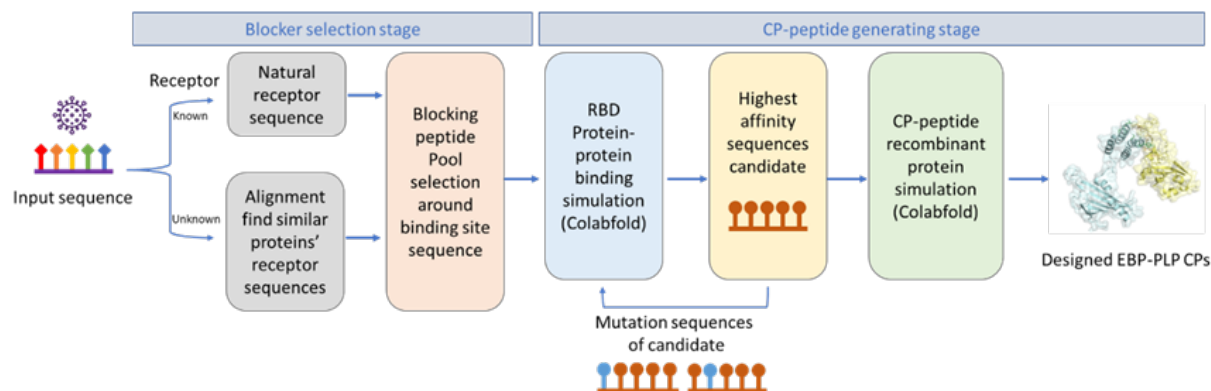 Blocker selection stage
CP-peptide generating stage
Input sequence
Receptor
Known
Unknown
Natural
receptor
sequence
Alignment
find similar
proteins'
receptor
sequences
Blocking
peptide
Pool
selection
around
binding site
sequence
RBD
Protein-
protein
binding
simulation
(Colabfold)
Highest
affinity
sequences
candidate
Mutation sequences
of candidate
CP-peptide
recombinant
protein
simulation
(Colabfold)
Designed EBP-PLP CPs